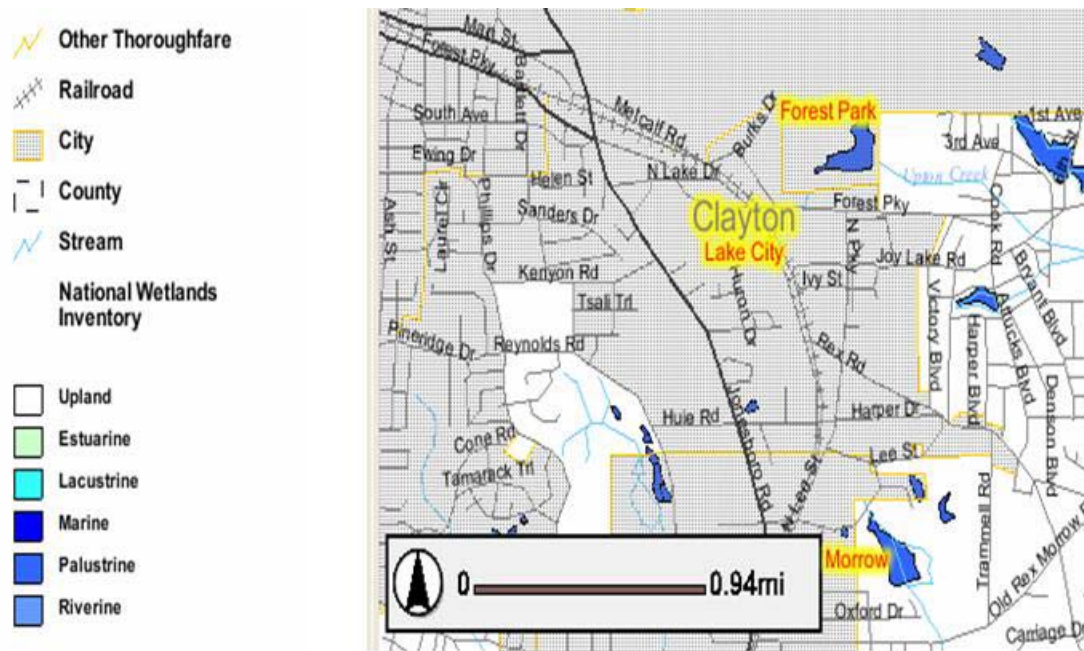 Other Thoroughfare
Railroad
City
County
Stream
National Wetlands
Inventory
Upland
Estuarine
Lacustrine
Marine
Palustrine
Riverine
Main St
Forest Pky
Bartlett Dr
South Ave
Metcalf Rd
Burks Dr
Forest Park
1st Ave
3rd Ave
Ewing Dr
Helen St
N Lake Dr
Upton Creek
Forest Pky
Ash St
Laurel Cir
Phillips Dr
Sanders Dr
Clayton
Lake City
N Pky
Cook Rd
Joy Lake Rd
Kenyon Rd
Tsali Trl
Huron Dr
Ivy St
Bryant Blvd
Victory Blvd
Harper Blvd
Attucks Blvd
Denson Blvd
Pineridge Dr
Reynolds Rd
Rex Rd
Huie Rd
Jonesboro Rd
Harper Dr
Cone Rd
Tamarack Trl
N Lee St
Lee St
Trammell Rd
0
0.94mi
Morrow
Oxford Dr
Old Rex Morrow
Carriage Dr